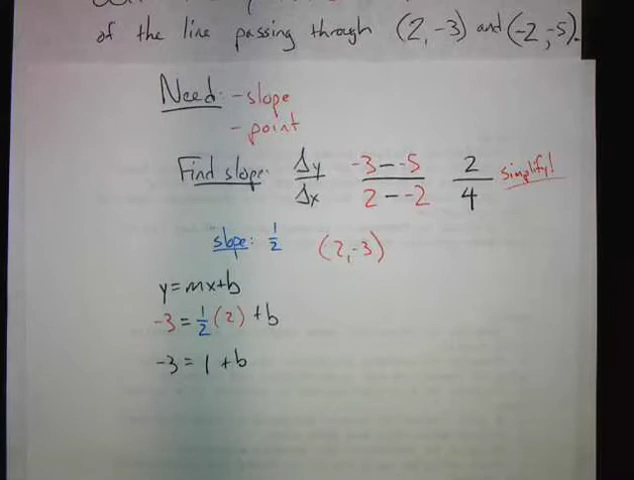 of the line passing through (2,-3) and (-2,-5).
Need: -slope
-point
Find slope: Δy/Δx -3--5/2--2 2/4 simplify!
slope: 1/2 (2,-3)
y=mx+b
-3=1/2(2)+b
-3=1+b